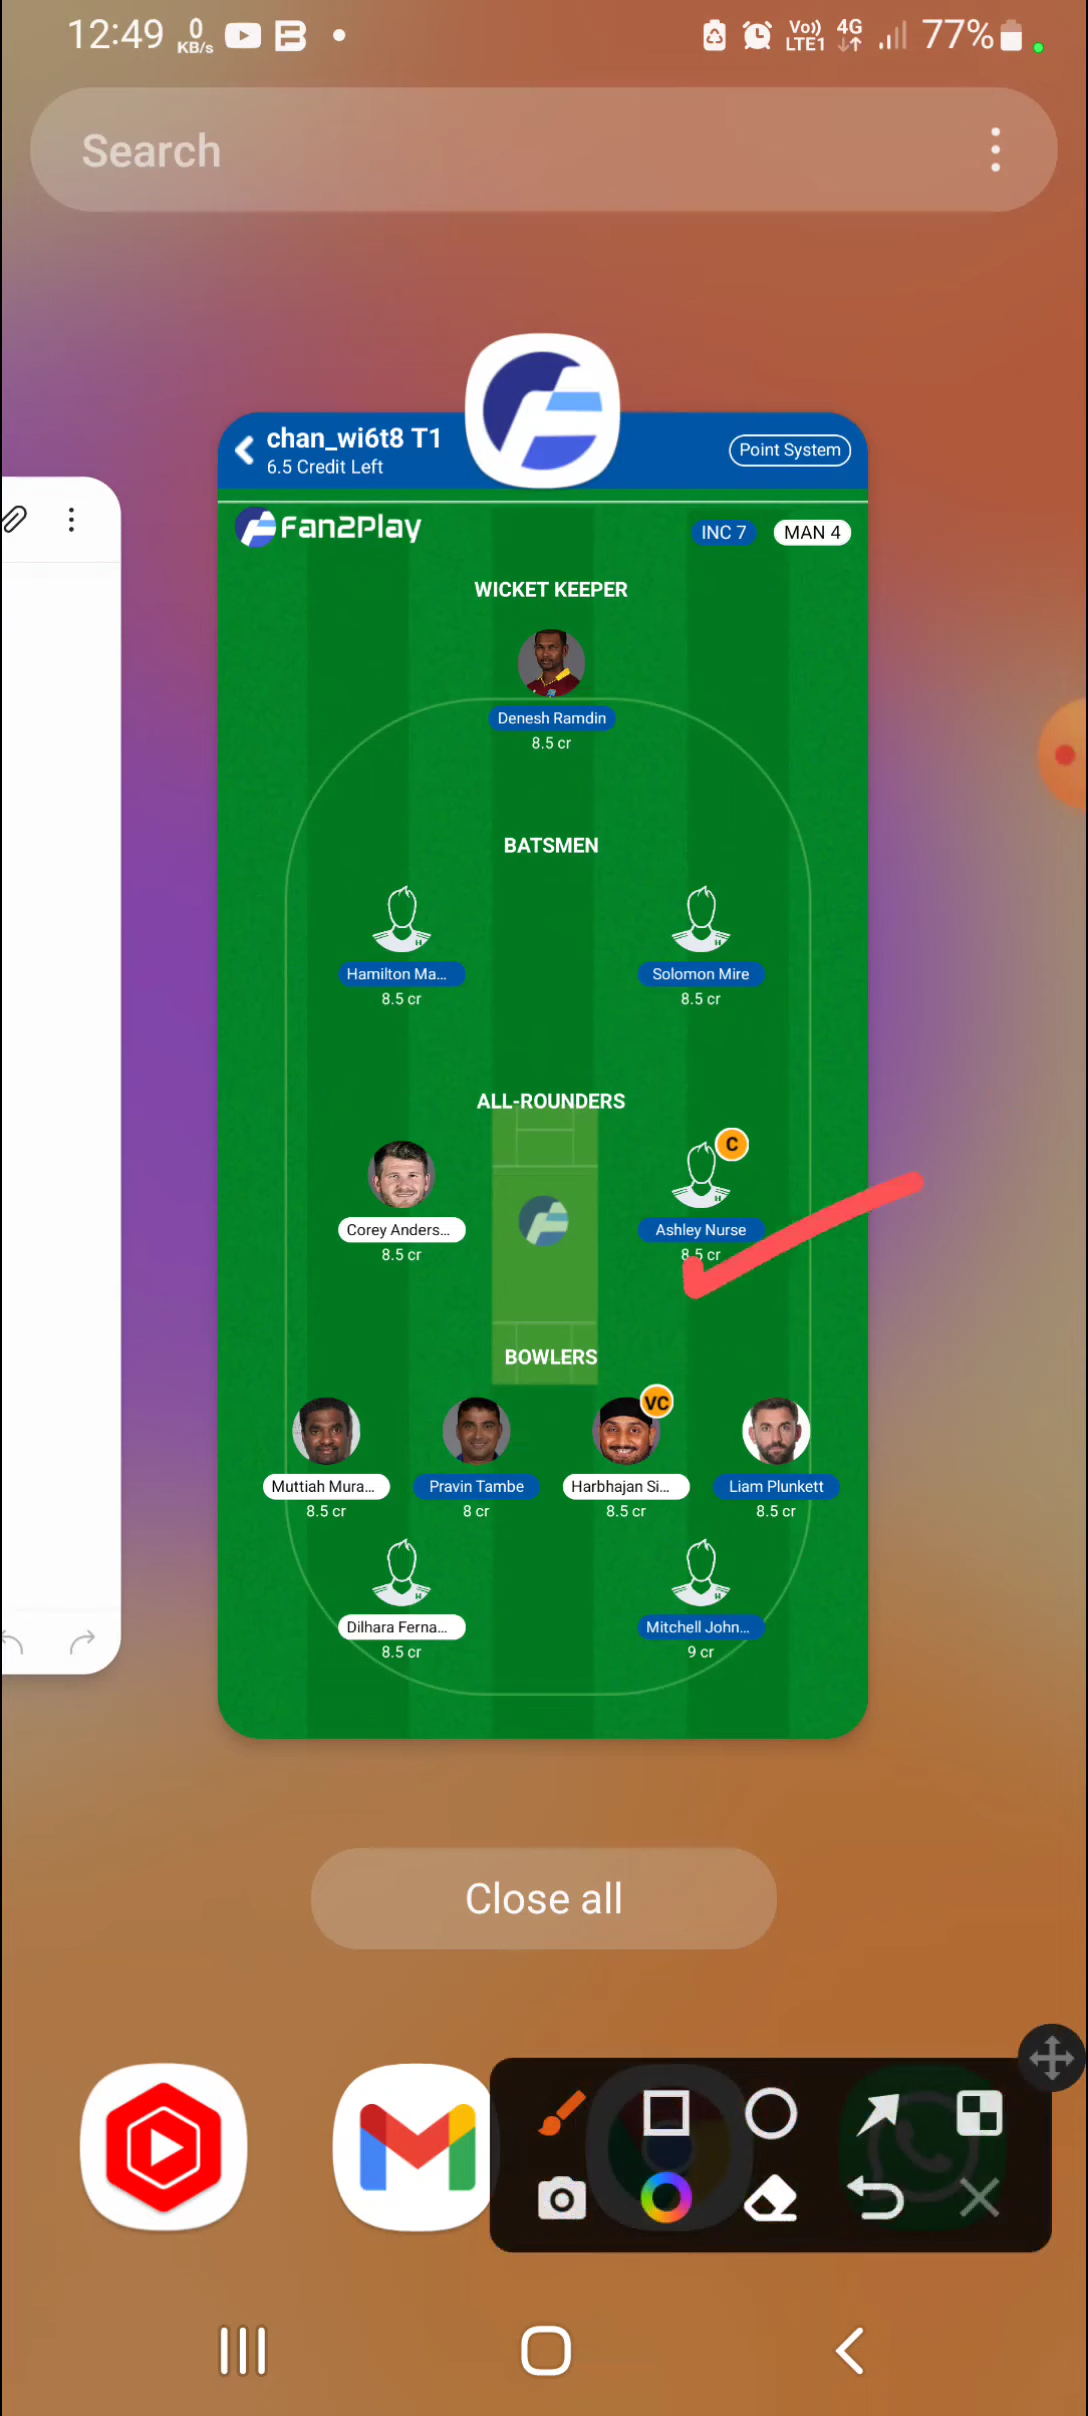 12:49 0 KB/s Vo)) LTE1 4G 77%
Search
chan_wi6t8 T1
6.5 Credit Left
Point System
Fan2Play
INC 7 MAN 4
WICKET KEEPER
Denesh Ramdin
8.5 cr
BATSMEN
Hamilton Ma... Solomon Mire
8.5 cr 8.5 cr
ALL-ROUNDERS
C
Corey Anders... Ashley Nurse
8.5 cr 8.5 cr
BOWLERS
VC
Muttiah Mura... Pravin Tambe Harbhajan Si... Liam Plunkett
8.5 cr 8 cr 8.5 cr 8.5 cr
Dilhara Ferna... Mitchell John...
8.5 cr 9 cr
Close all